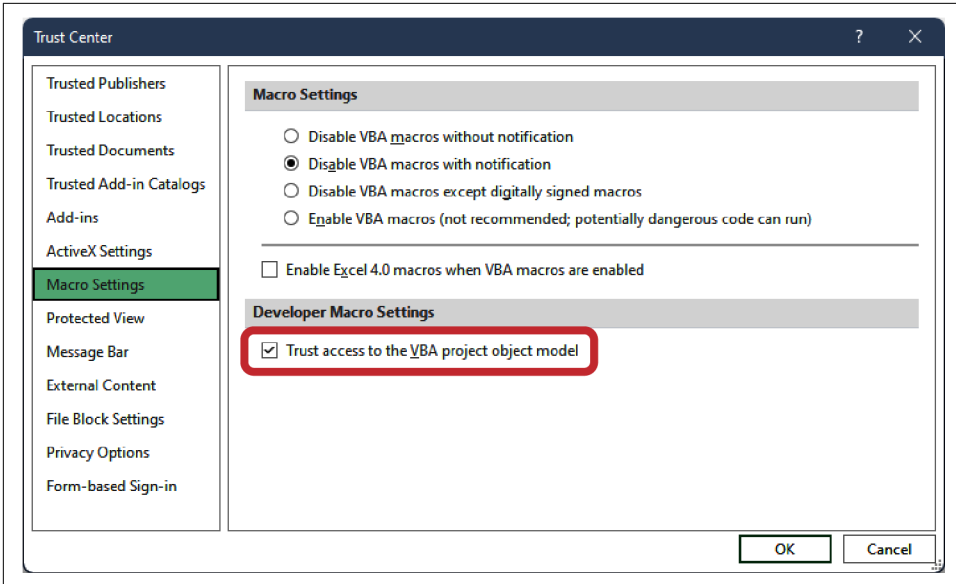 Trust Center
?
Trusted Publishers
Trusted Locations
Trusted Documents
Trusted Add-in Catalogs
Add-ins
ActiveX Settings
Macro Settings
Protected View
Message Bar
External Content
File Block Settings
Privacy Options
Form-based Sign-in
Macro Settings
Disable VBA macros without notification
Disable VBA macros with notification
Disable VBA macros except digitally signed macros
Enable VBA macros (not recommended; potentially dangerous code can run)
Enable Excel 4.0 macros when VBA macros are enabled
Developer Macro Settings
Trust access to the VBA project object model
OK
Cancel